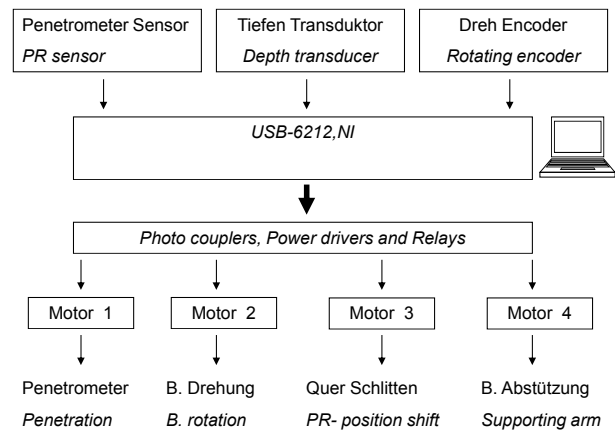 Penetrometer Sensor
PR sensor
Tiefen Transduktor
Depth transducer
Dreh Encoder
Rotating encoder
USB-6212,NI
Photo couplers, Power drivers and Relays
Motor 1
Motor 2
Motor 3
Motor 4
Penetrometer
Penetration
B. Drehung
B. rotation
Quer Schlitten
PR- position shift
B. Abstützung
Supporting arm